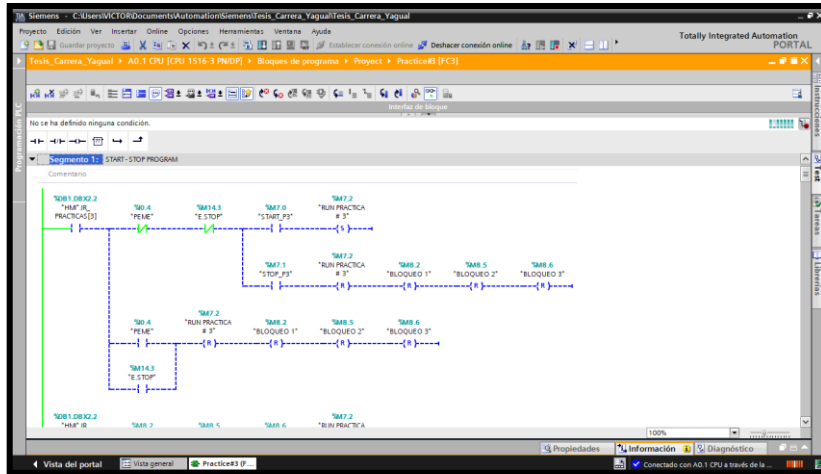 Siemens - C:\Users\VICTOR\Documents\Automation\Siemens\Tesis_Carrera_Yagual\Tesis_Carrera_Yagual
Proyecto Edición Ver Insertar Online Opciones Herramientas Ventana Ayuda
Totally Integrated Automation
PORTAL
Guardar proyecto Establecer conexión online Deshacer conexión online
Tesis_Carrera_Yagual A0.1 CPU [CPU 1516-3 PN/DP] Bloques de programa Proyect Practice#3 [FC3]
Interfaz de bloque
No se ha definido ninguna condición.
Segmento 1: START - STOP PROGRAM
Comentario
%DB1.DBX2.2 %M7.2
"HMI".IR_ %I0.4 %M14.3 %M7.0 "RUN PRACTICA
PRACTICAS[3] "PEME" "E.STOP" "START_P3" # 3"
S
%M7.2
%M7.1 "RUN PRACTICA %M8.2 %M8.5 %M8.6
"STOP_P3" # 3" "BLOQUEO 1" "BLOQUEO 2" "BLOQUEO 3"
R R R R
%M7.2
%I0.4 "RUN PRACTICA %M8.2 %M8.5 %M8.6
"PEME" # 3" "BLOQUEO 1" "BLOQUEO 2" "BLOQUEO 3"
R R R R
%M14.3
"E.STOP"
%DB1.DBX2.2 %M7.2
"HMI".IR_ %M8.2 %M8.5 %M8.6 "RUN PRACTICA
100%
Propiedades Información Diagnóstico
Vista del portal Vista general Practice#3 (F...
Conectado con A0.1 CPU a través de la ...
Programación PLC
Instrucciones
Test
Tareas
Librerías